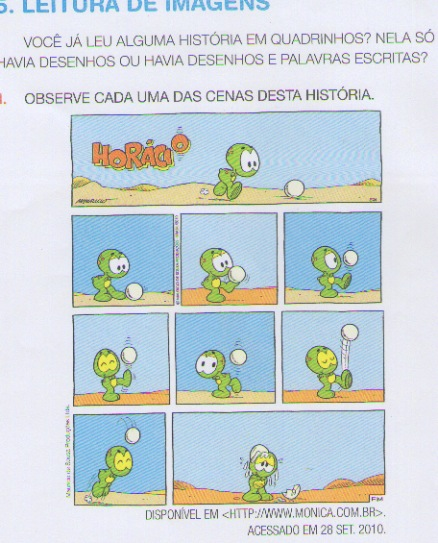 5. LEITURA DE IMAGENS
VOCÊ JÁ LEU ALGUMA HISTÓRIA EM QUADRINHOS? NELA SÓ
HAVIA DESENHOS OU HAVIA DESENHOS E PALAVRAS ESCRITAS?
1. OBSERVE CADA UMA DAS CENAS DESTA HISTÓRIA.
HORÁCIO
MAURICIO
FIM
DISPONÍVEL EM <HTTP://WWW.MONICA.COM.BR>.
ACESSADO EM 28 SET. 2010.